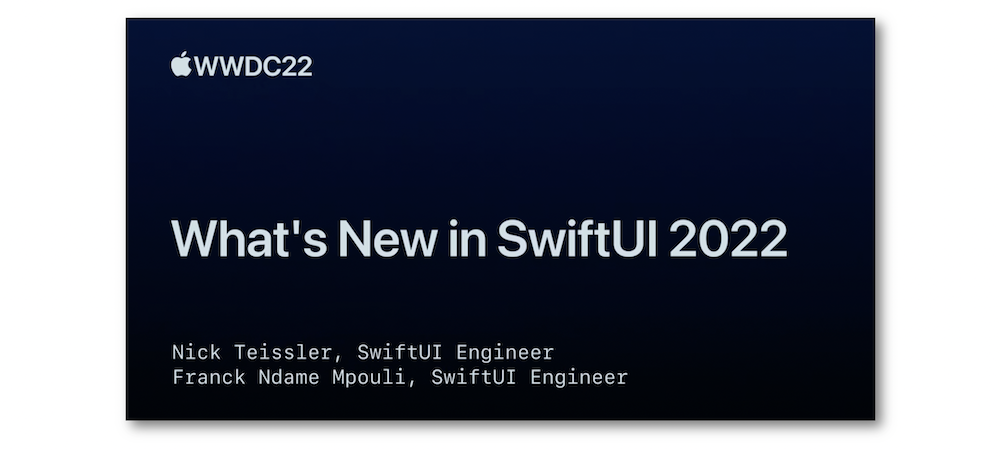 WWDC22
What's New in SwiftUI 2022
Nick Teissler, SwiftUI Engineer
Franck Ndame Mpouli, SwiftUI Engineer